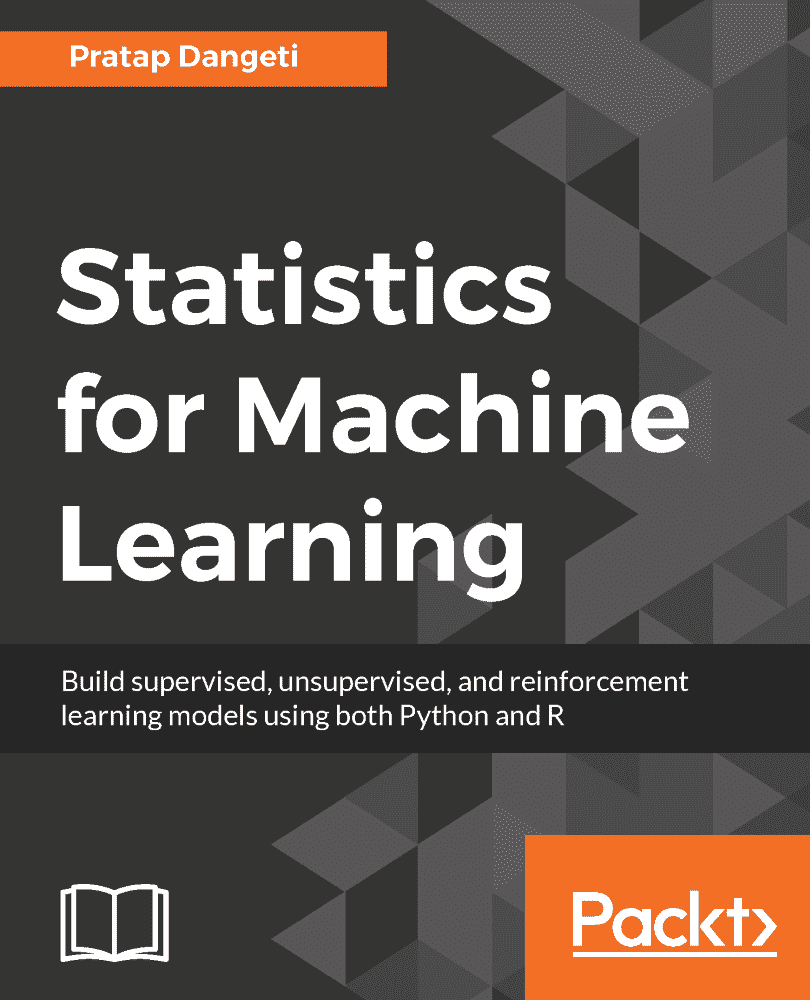 Pratap Dangeti
Statistics
for Machine
Learning
Build supervised, unsupervised, and reinforcement
learning models using both Python and R
Packt>